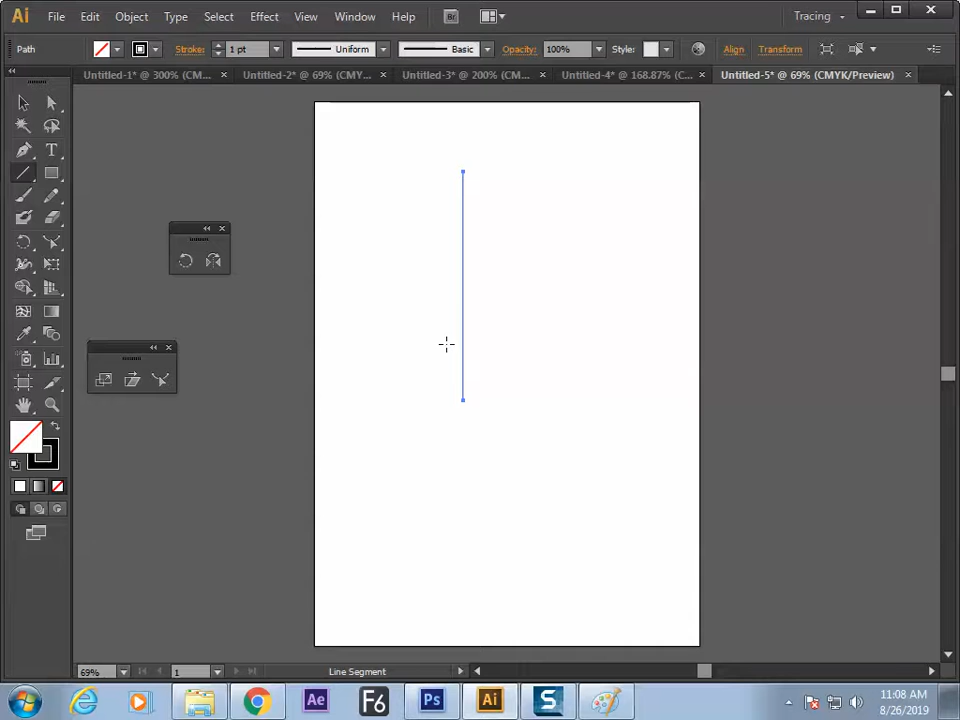 Ai File Edit Object Type Select Effect View Window Help Br Tracing
Path Stroke: 1 pt Uniform Basic Opacity: 100% Style: Align Transform
Untitled-1* @ 300% (CM... Untitled-2* @ 69% (CMY... Untitled-3* @ 200% (CM... Untitled-4* @ 168.87% (C... Untitled-5* @ 69% (CMYK/Preview)
T
69% 1 Line Segment
Ae F6 Ps Ai S
11:08 AM
8/26/2019